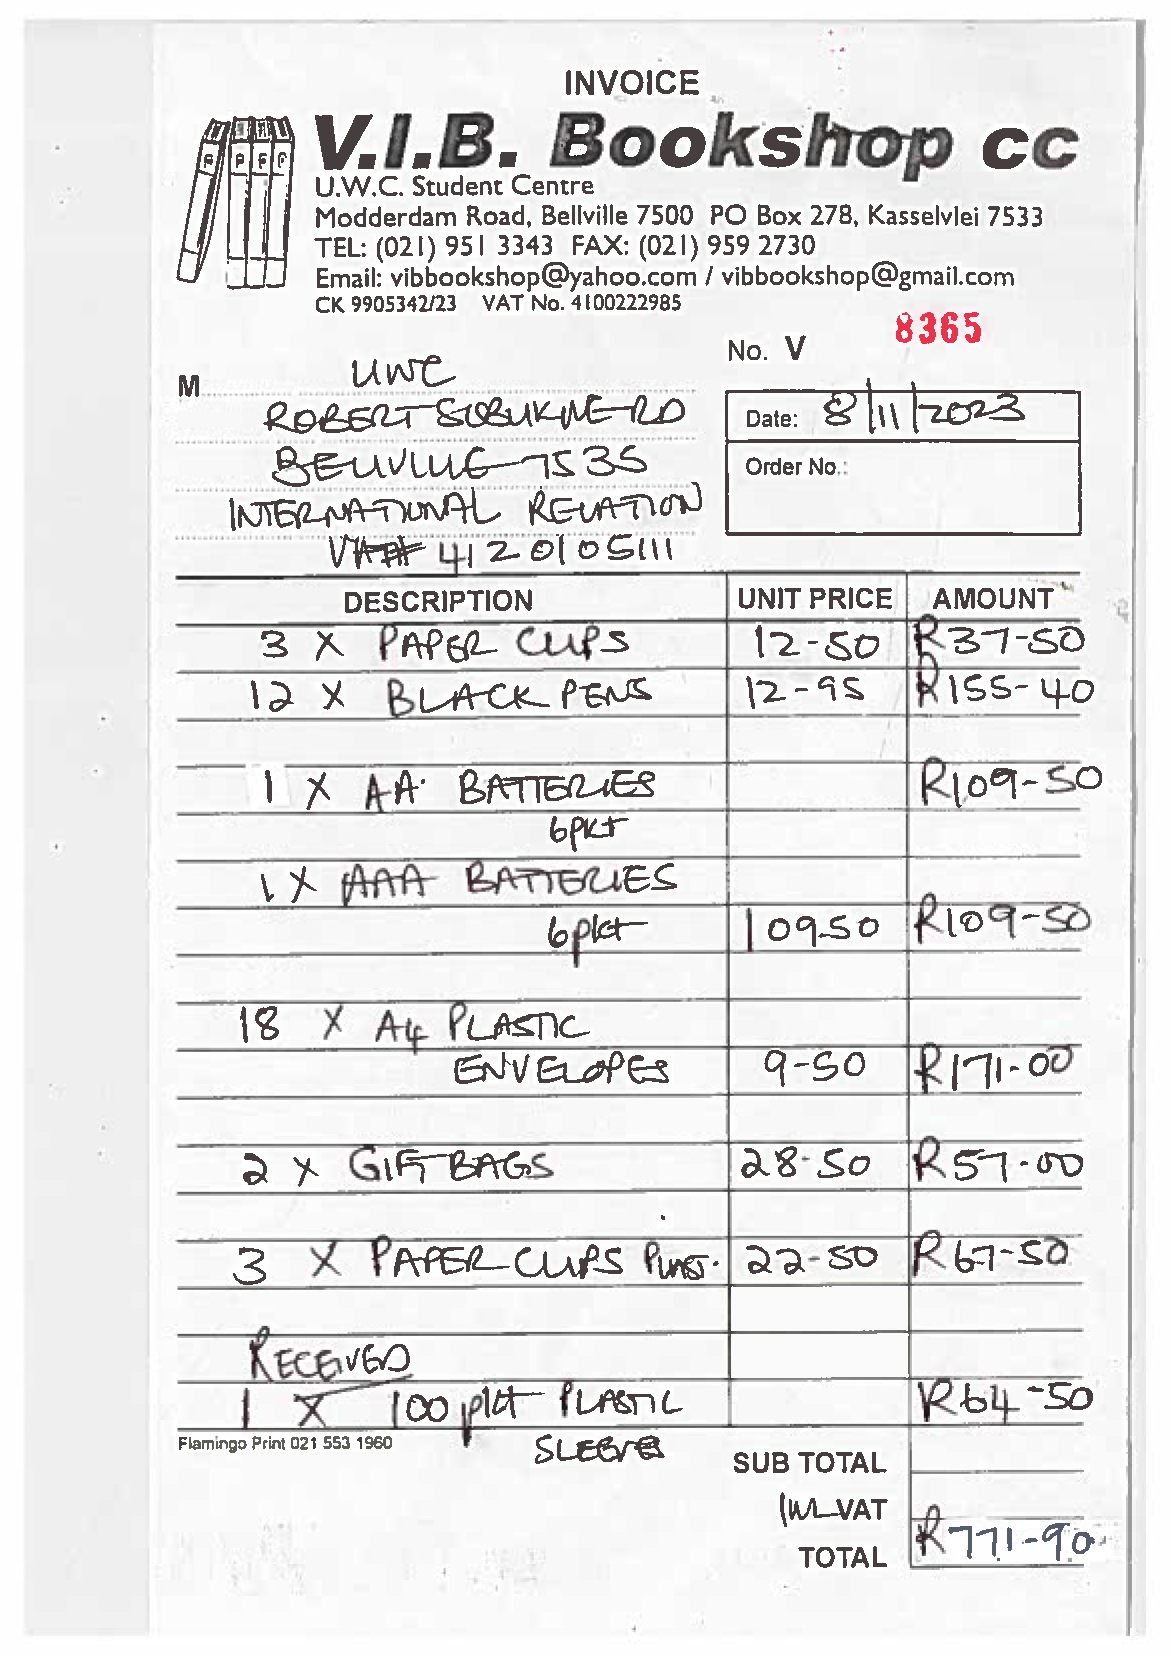 INVOICE
V.I.B. Bookshop cc
U.W.C. Student Centre
Modderdam Road, Bellville 7500 PO Box 278, Kasselvlei 7533
TEL: (021) 951 3343 FAX: (021) 959 2730
Email: vibbookshop@yahoo.com / vibbookshop@gmail.com
CK 9905342/23 VAT No. 4100222985
No. V 8365
M UWC
ROBERT SOBUKWE RD
BELLVILLE 7535
INTERNATIONAL RELATION
VAT# 4120105111
Date: 8/11/2023
Order No.:
DESCRIPTION UNIT PRICE AMOUNT
3 X PAPER CLIPS 12-50 R37-50
12 X BLACK PENS 12-95 R155-40
1 X AA BATTERIES R109-50
6pkt
1 X AAA BATTERIES
6pkt 109-50 R109-50
18 X A4 PLASTIC
ENVELOPES 9-50 R171-00
2 X GIFT BAGS 28-50 R57-00
3 X PAPER CLIPS PLAST. 22-50 R67-50
RECEIVED
1 X 100 pkt PLASTIC R64-50
SLEEVE
Flamingo Print 021 553 1960
SUB TOTAL
INCL VAT
TOTAL R771-90